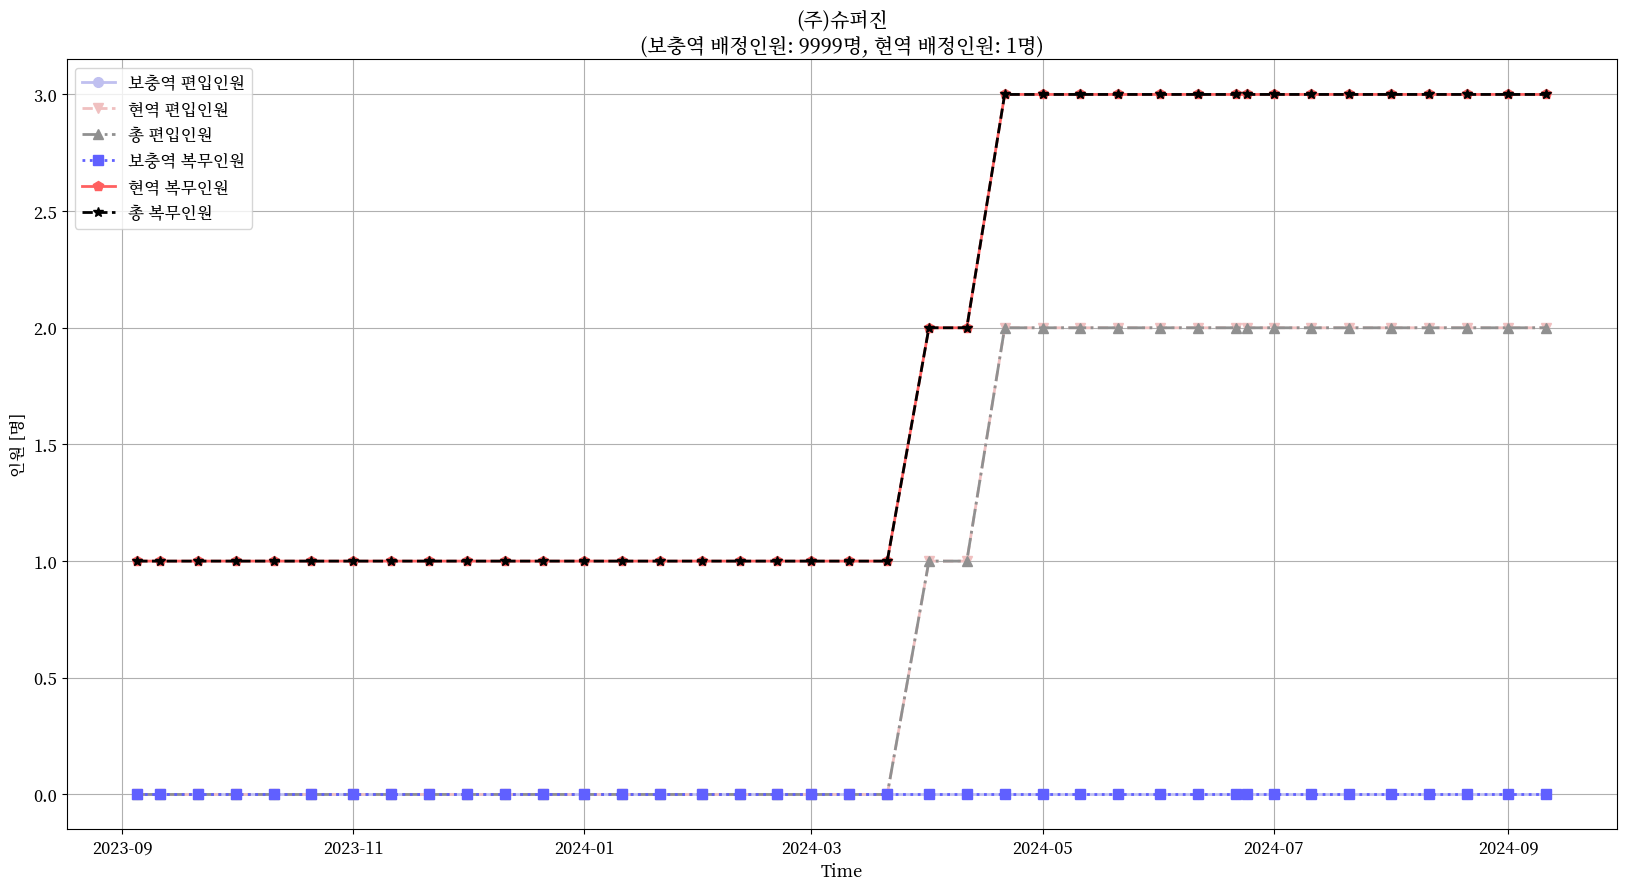 (주)슈퍼진
(보충역 배정인원: 9999명, 현역 배정인원: 1명)
보충역 편입인원
현역 편입인원
총 편입인원
보충역 복무인원
현역 복무인원
총 복무인원
인원 [명]
3.0
2.5
2.0
1.5
1.0
0.5
0.0
2023-09 2023-11 2024-01 2024-03 2024-05 2024-07 2024-09
Time